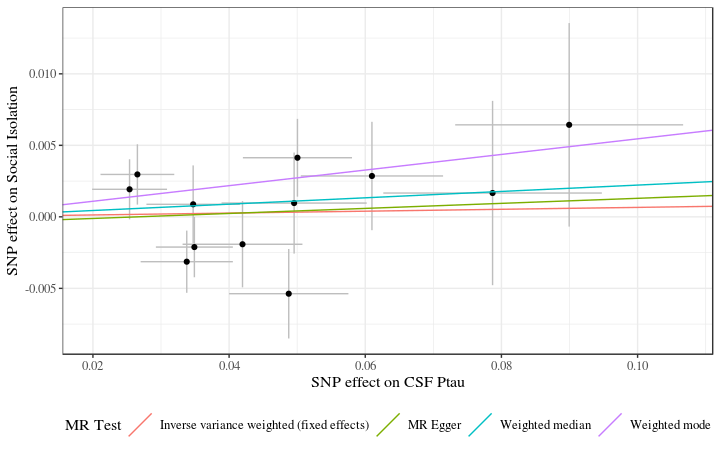 SNP effect on Social Isolation
0.010
0.005
0.000
-0.005
0.02 0.04 0.06 0.08 0.10
SNP effect on CSF Ptau
MR Test Inverse variance weighted (fixed effects) MR Egger Weighted median Weighted mode